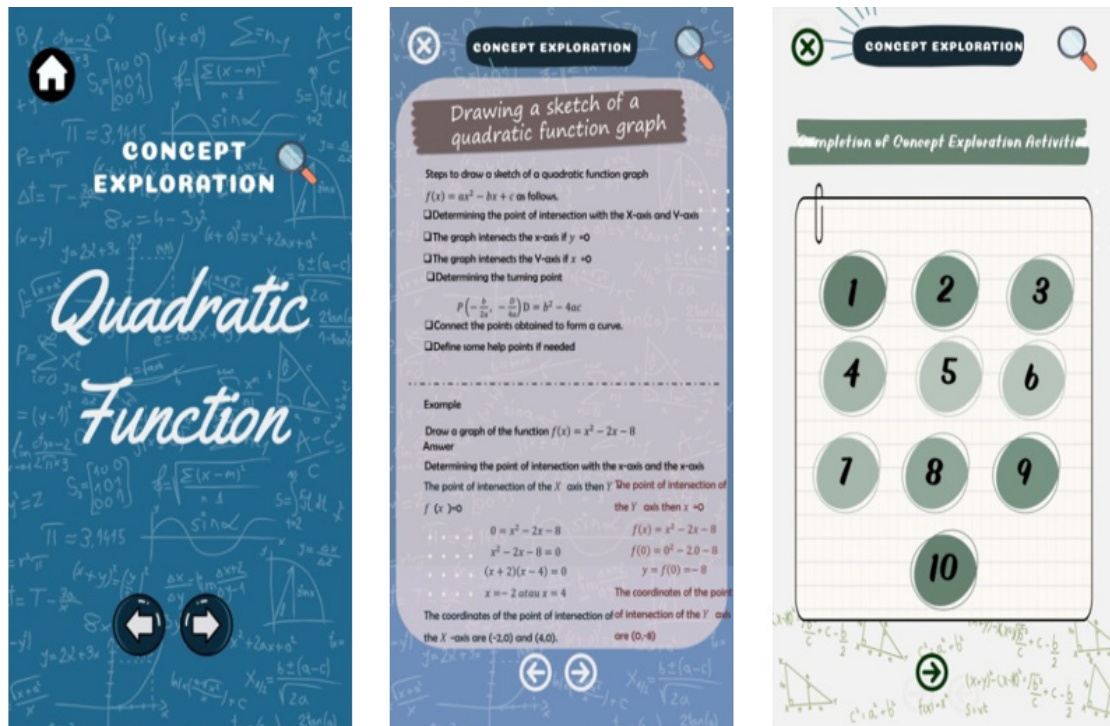 CONCEPT
EXPLORATION
Quadratic
Function
CONCEPT EXPLORATION
Drawing a sketch of a
quadratic function graph
Steps to draw a sketch of a quadratic function graph
f(x) = ax² − bx + c as follows.
❑Determining the point of intersection with the X-axis and Y-axis
❑The graph intersects the x-axis if y =0
❑The graph intersects the Y-axis if x =0
❑Determining the turning point
P(−b/2a, −D/4a) D = b² − 4ac
❑Connect the points obtained to form a curve.
❑Define some help points if needed
Example
Draw a graph of the function f(x) = x² − 2x − 8
Answer
Determining the point of intersection with the x-axis and the x-axis
The point of intersection of the X axis then Y
f (x )=0
0 = x² − 2x − 8
x² − 2x − 8 = 0
(x + 2)(x − 4) = 0
x = − 2 atau x = 4
The coordinates of the point of intersection of
the X -axis are (-2,0) and (4,0).
The point of intersection of
the Y axis then x =0
f(x) = x² − 2x − 8
f(0) = 0² − 2.0 − 8
y = f(0) = − 8
The coordinates of the point
of intersection of the Y axis
are (0,-8)
CONCEPT EXPLORATION
Completion of Concept Exploration Activities
1 2 3
4 5 6
7 8 9
10